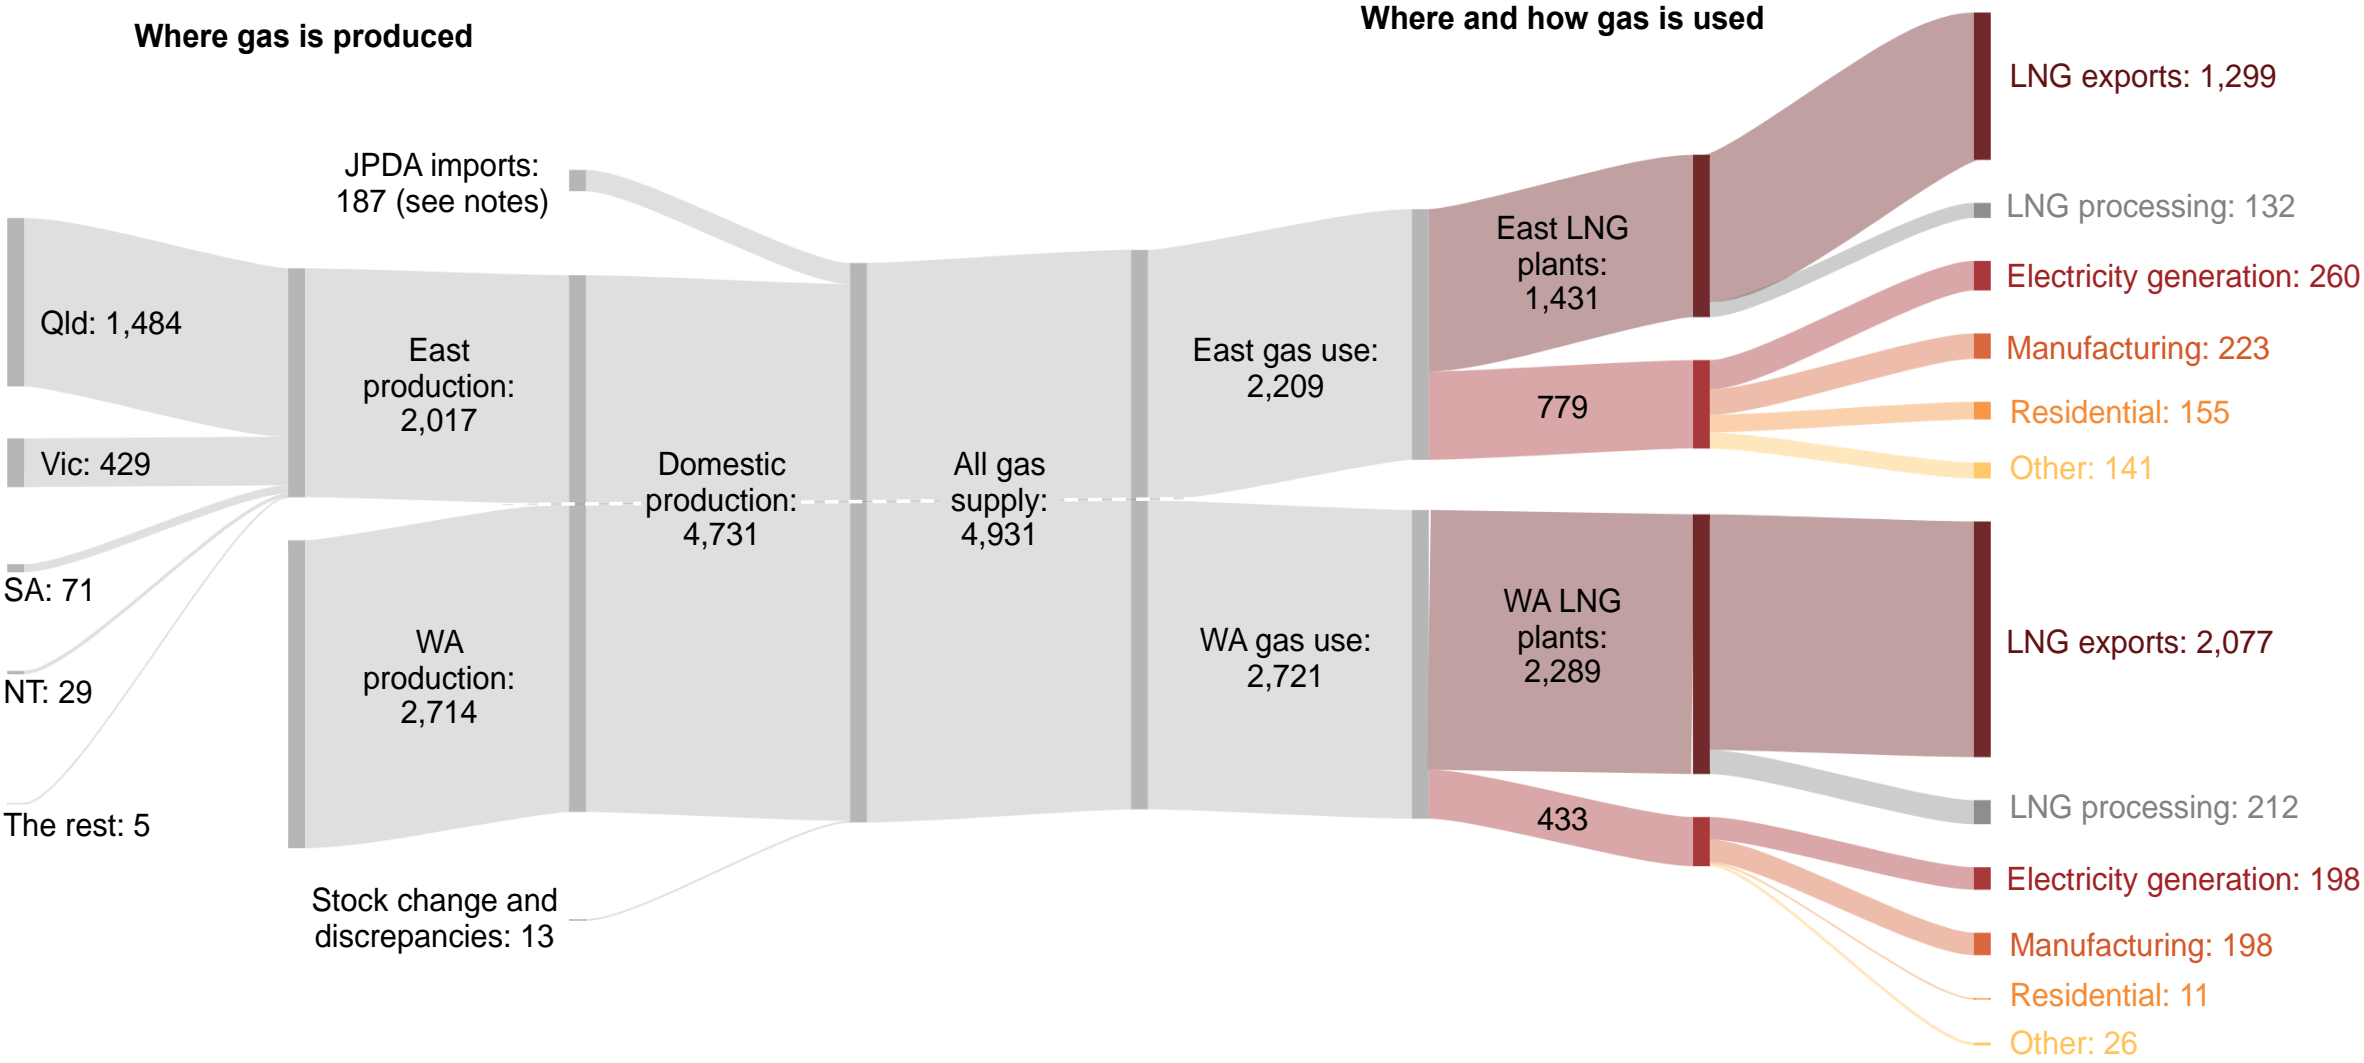 Where gas is produced
Where and how gas is used
JPDA imports:
187 (see notes)
Qld: 1,484
Vic: 429
SA: 71
NT: 29
The rest: 5
East
production:
2,017
WA
production:
2,714
Stock change and
discrepancies: 13
Domestic
production:
4,731
All gas
supply:
4,931
East gas use:
2,209
WA gas use:
2,721
East LNG
plants:
1,431
779
WA LNG
plants:
2,289
433
LNG exports: 1,299
LNG processing: 132
Electricity generation: 260
Manufacturing: 223
Residential: 155
Other: 141
LNG exports: 2,077
LNG processing: 212
Electricity generation: 198
Manufacturing: 198
Residential: 11
Other: 26